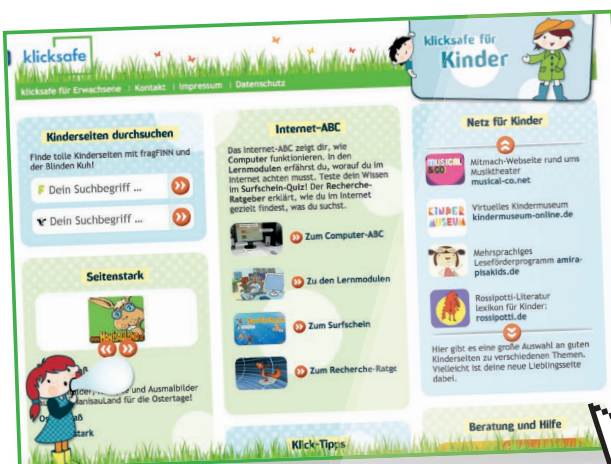 klicksafe
klicksafe für
Kinder
klicksafe für Erwachsene | Kontakt | Impressum | Datenschutz
Kinderseiten durchsuchen
Finde tolle Kinderseiten mit fragFINN und
der Blinden Kuh!
Dein Suchbegriff ...
Dein Suchbegriff ...
Seitenstark
und Ausmalbilder
für die Ostertage!
Internet-ABC
Das Internet-ABC zeigt dir, wie
Computer funktionieren. In den
Lernmodulen erfährst du, worauf du im
Internet achten musst. Teste dein Wissen
im Surfschein-Quiz! Der Recherche-
Ratgeber erklärt, wie du im Internet
gezielt findest, was du suchst.
Zum Computer-ABC
Zu den Lernmodulen
Zum Surfschein
Zum Recherche-Ratge
Klick-Tipps
Netz für Kinder
MUSICAL
&CO
Mitmach-Webseite rund ums
Musiktheater
musical-co.net
KINDER
MUSEUM
Virtuelles Kindermuseum
kindermuseum-online.de
Mehrsprachiges
Leseförderprogramm amira-
pisakids.de
Rossipotti-Literatur
lexikon für Kinder:
rossipotti.de
Hier gibt es eine große Auswahl an guten
Kinderseiten zu verschiedenen Themen.
Vielleicht ist deine neue Lieblingsseite
dabei.
Beratung und Hilfe